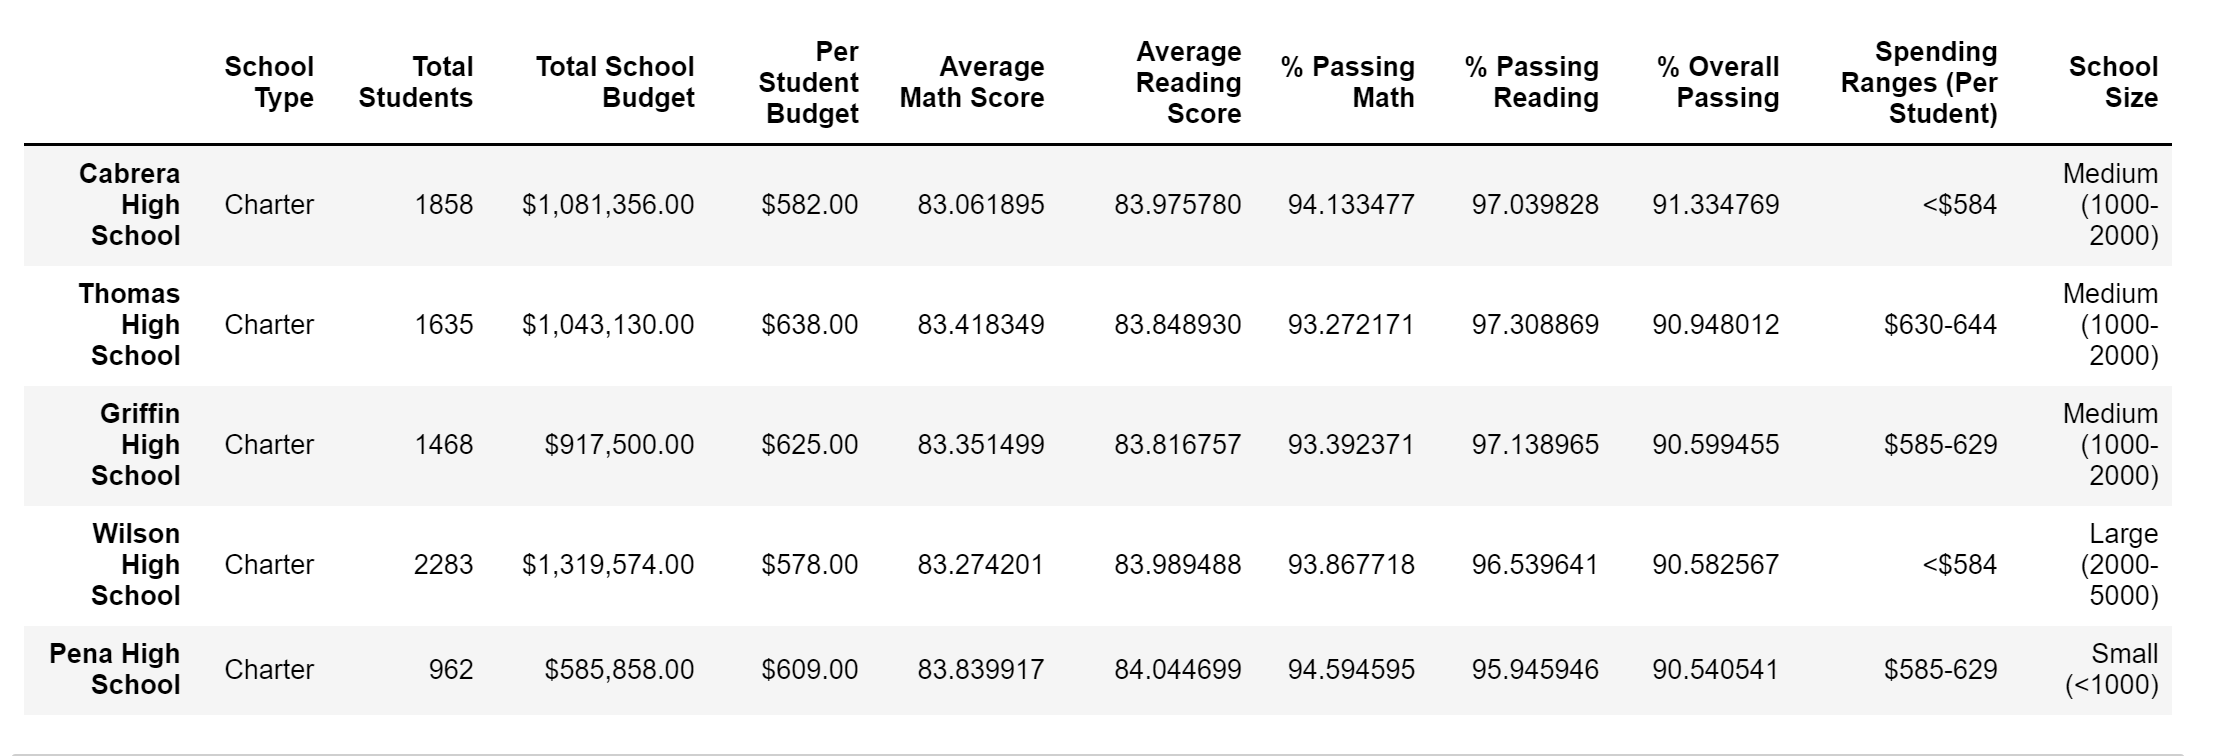 School Type Total Students Total School Budget Per Student Budget Average Math Score Average Reading Score % Passing Math % Passing Reading % Overall Passing Spending Ranges (Per Student) School Size
Cabrera High School Charter 1858 $1,081,356.00 $582.00 83.061895 83.975780 94.133477 97.039828 91.334769 <$584 Medium (1000-2000)
Thomas High School Charter 1635 $1,043,130.00 $638.00 83.418349 83.848930 93.272171 97.308869 90.948012 $630-644 Medium (1000-2000)
Griffin High School Charter 1468 $917,500.00 $625.00 83.351499 83.816757 93.392371 97.138965 90.599455 $585-629 Medium (1000-2000)
Wilson High School Charter 2283 $1,319,574.00 $578.00 83.274201 83.989488 93.867718 96.539641 90.582567 <$584 Large (2000-5000)
Pena High School Charter 962 $585,858.00 $609.00 83.839917 84.044699 94.594595 95.945946 90.540541 $585-629 Small (<1000)